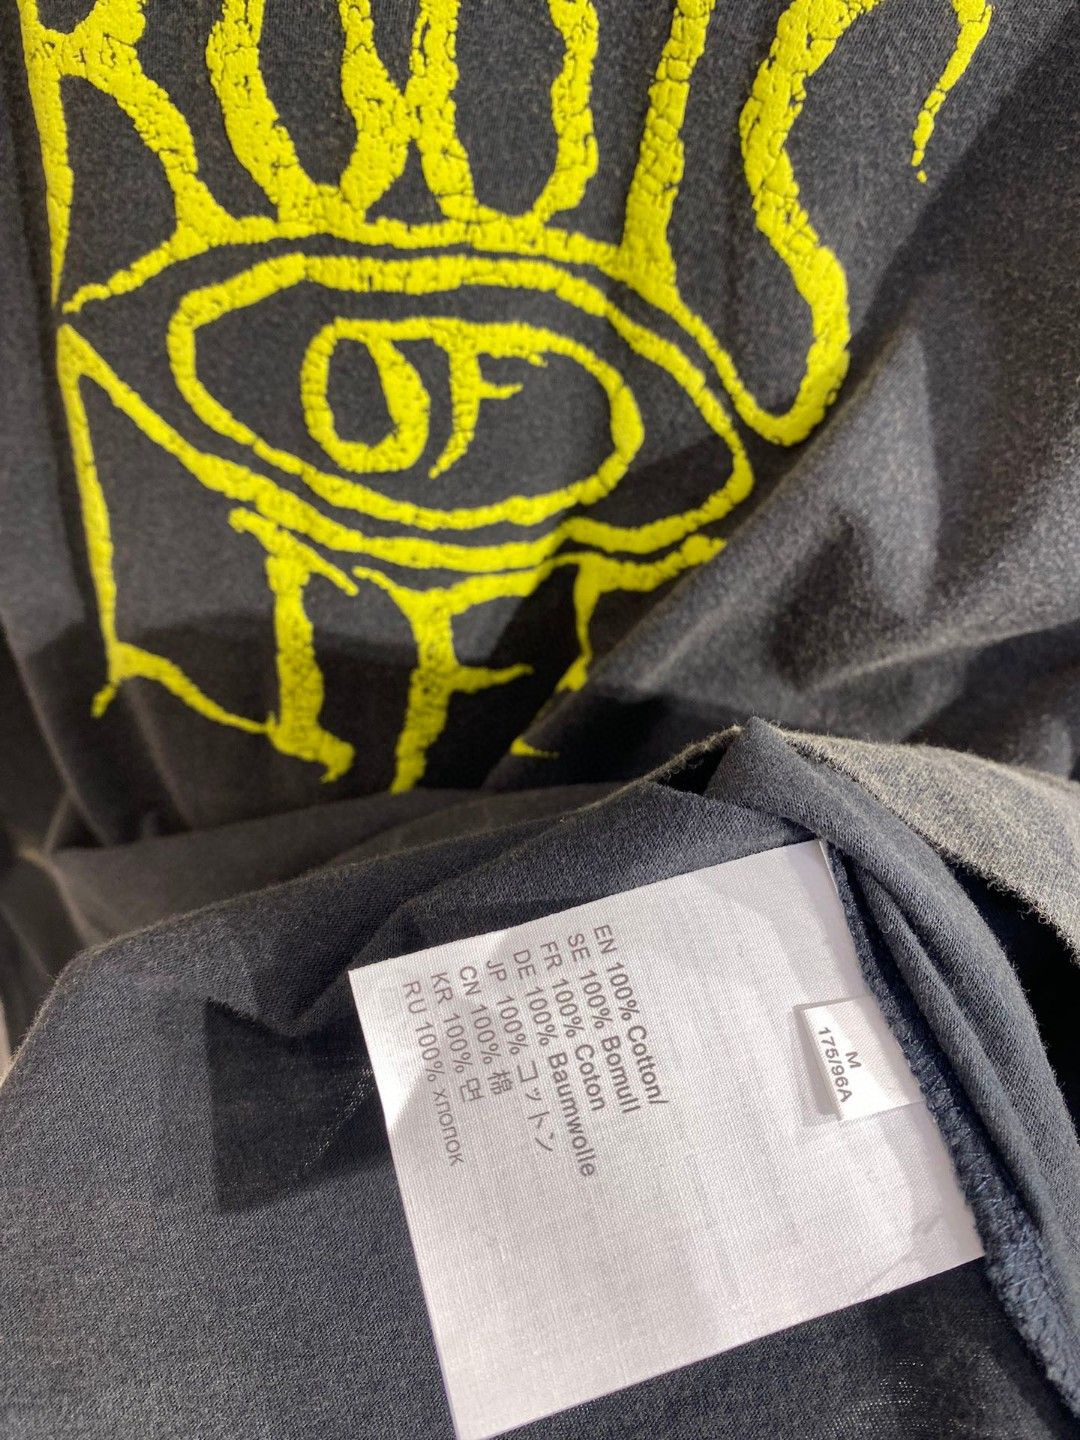 OF
EN 100% Cotton/
SE 100% Bomull
FR 100% Coton
DE 100% Baumwolle
JP 100% コットン
CN 100% 棉
KR 100% 면
RU 100% хлопок
M
175/96A